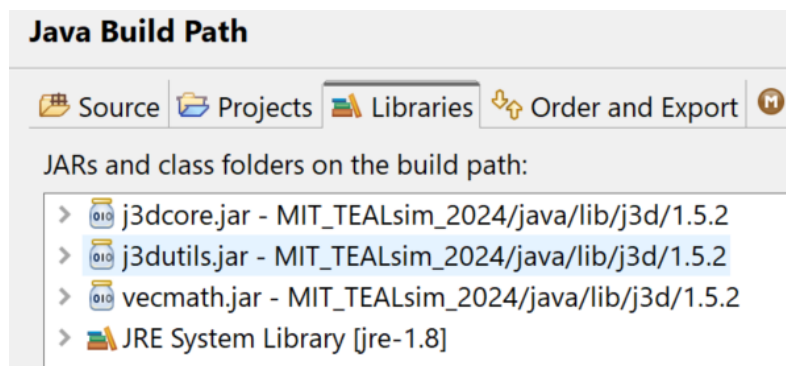 Java Build Path
Source Projects Libraries Order and Export M
JARs and class folders on the build path:
j3dcore.jar - MIT_TEALsim_2024/java/lib/j3d/1.5.2
j3dutils.jar - MIT_TEALsim_2024/java/lib/j3d/1.5.2
vecmath.jar - MIT_TEALsim_2024/java/lib/j3d/1.5.2
JRE System Library [jre-1.8]